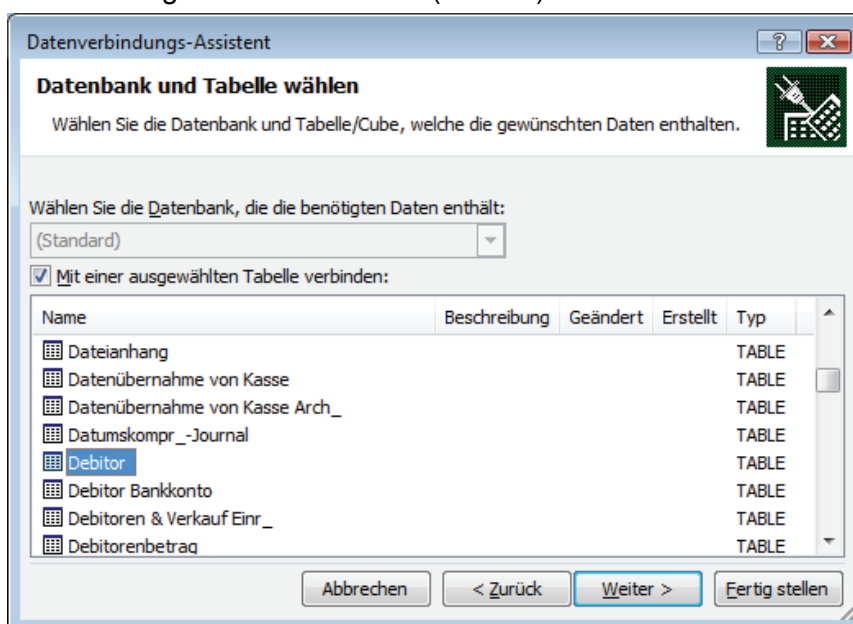 Datenverbindungs-Assistent
Datenbank und Tabelle wählen
Wählen Sie die Datenbank und Tabelle/Cube, welche die gewünschten Daten enthalten.
Wählen Sie die Datenbank, die die benötigten Daten enthält:
(Standard)
Mit einer ausgewählten Tabelle verbinden:
Name Beschreibung Geändert Erstellt Typ
Dateianhang TABLE
Datenübernahme von Kasse TABLE
Datenübernahme von Kasse Arch_ TABLE
Datumskompr_-Journal TABLE
Debitor TABLE
Debitor Bankkonto TABLE
Debitoren & Verkauf Einr_ TABLE
Debitorenbetrag TABLE
Abbrechen < Zurück Weiter > Fertig stellen